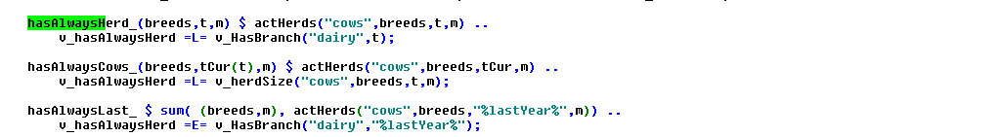 hasAlwaysHerd_(breeds,t,m) $ actHerds("cows",breeds,t,m) ..
v_hasAlwaysHerd =L= v_HasBranch("dairy",t);
hasAlwaysCows_(breeds,tCur(t),m) $ actHerds("cows",breeds,tCur,m) ..
v_hasAlwaysHerd =L= v_herdSize("cows",breeds,t,m);
hasAlwaysLast_ $ sum( (breeds,m), actHerds("cows",breeds,"%lastYear%",m)) ..
v_hasAlwaysHerd =E= v_HasBranch("dairy","%lastYear%");